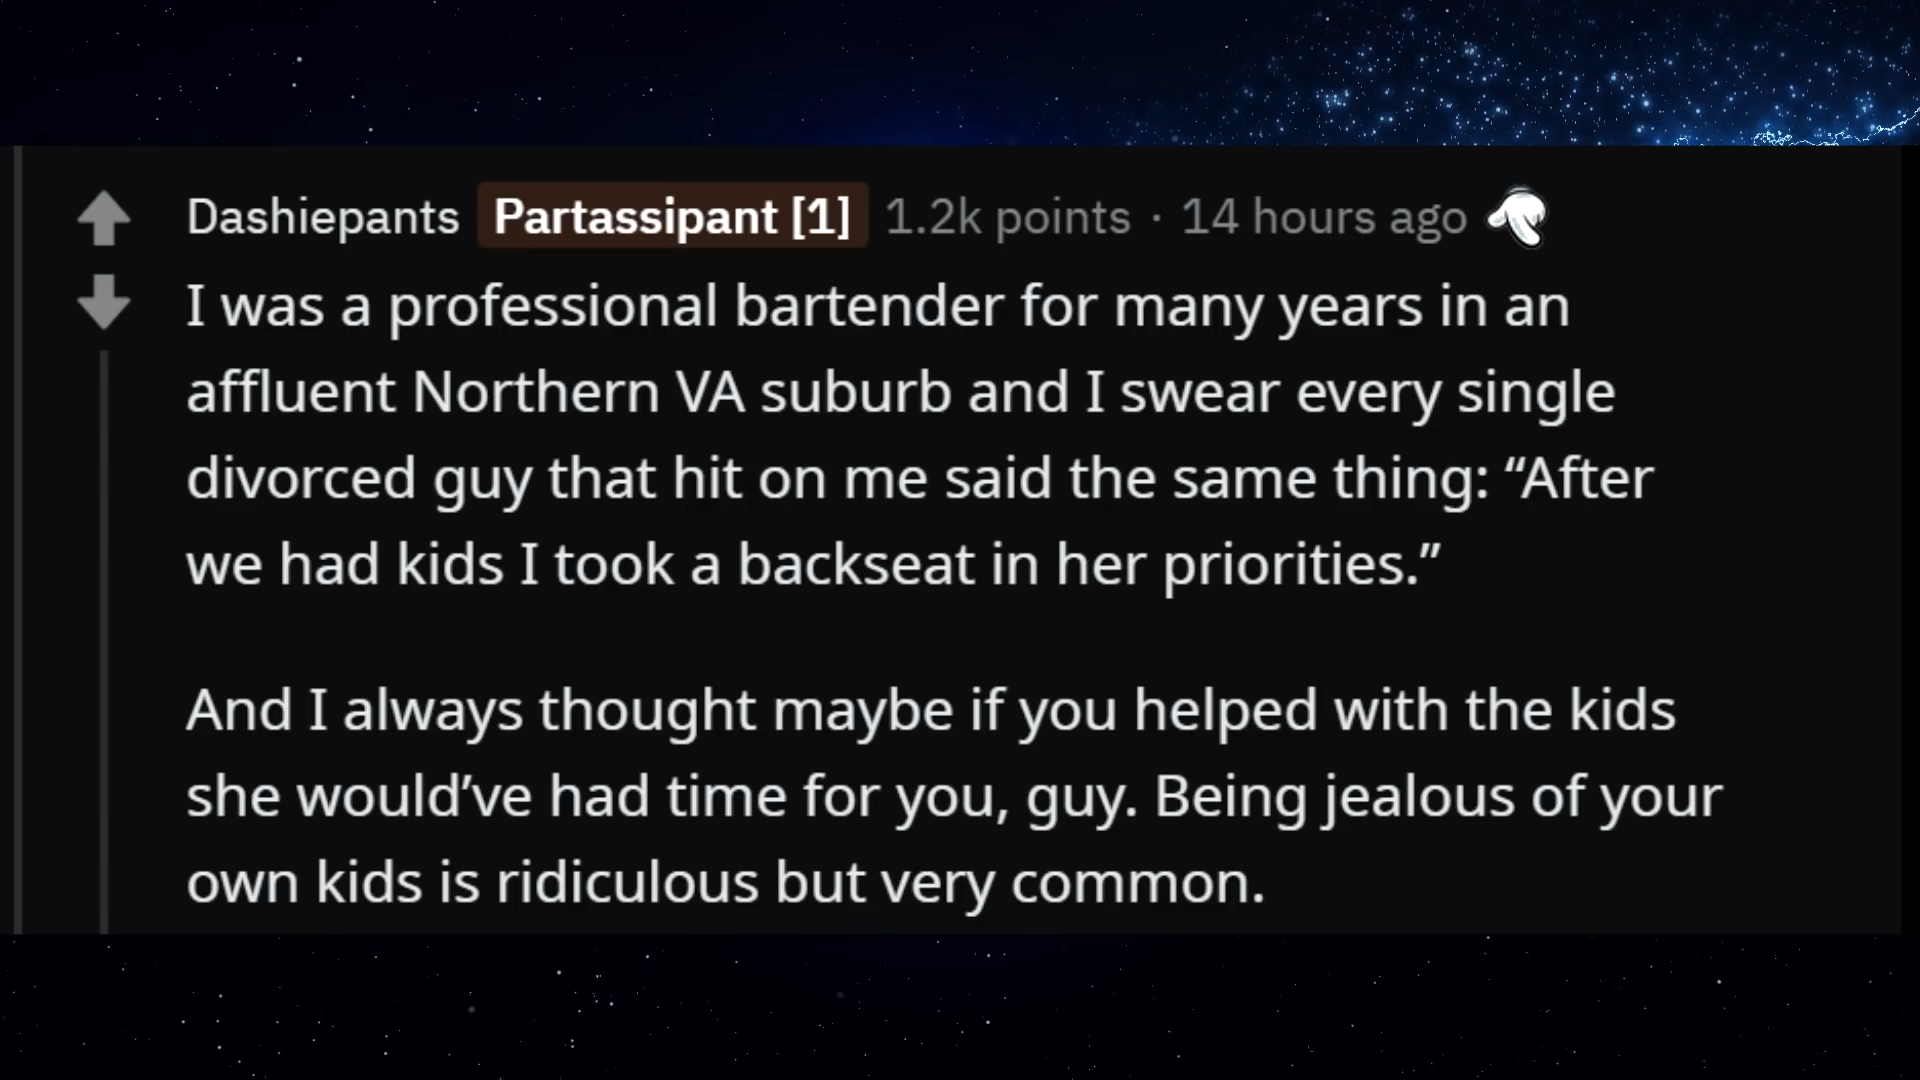 Dashiepants Partassipant [1] 1.2k points · 14 hours ago
I was a professional bartender for many years in an
affluent Northern VA suburb and I swear every single
divorced guy that hit on me said the same thing: “After
we had kids I took a backseat in her priorities.”
And I always thought maybe if you helped with the kids
she would’ve had time for you, guy. Being jealous of your
own kids is ridiculous but very common.